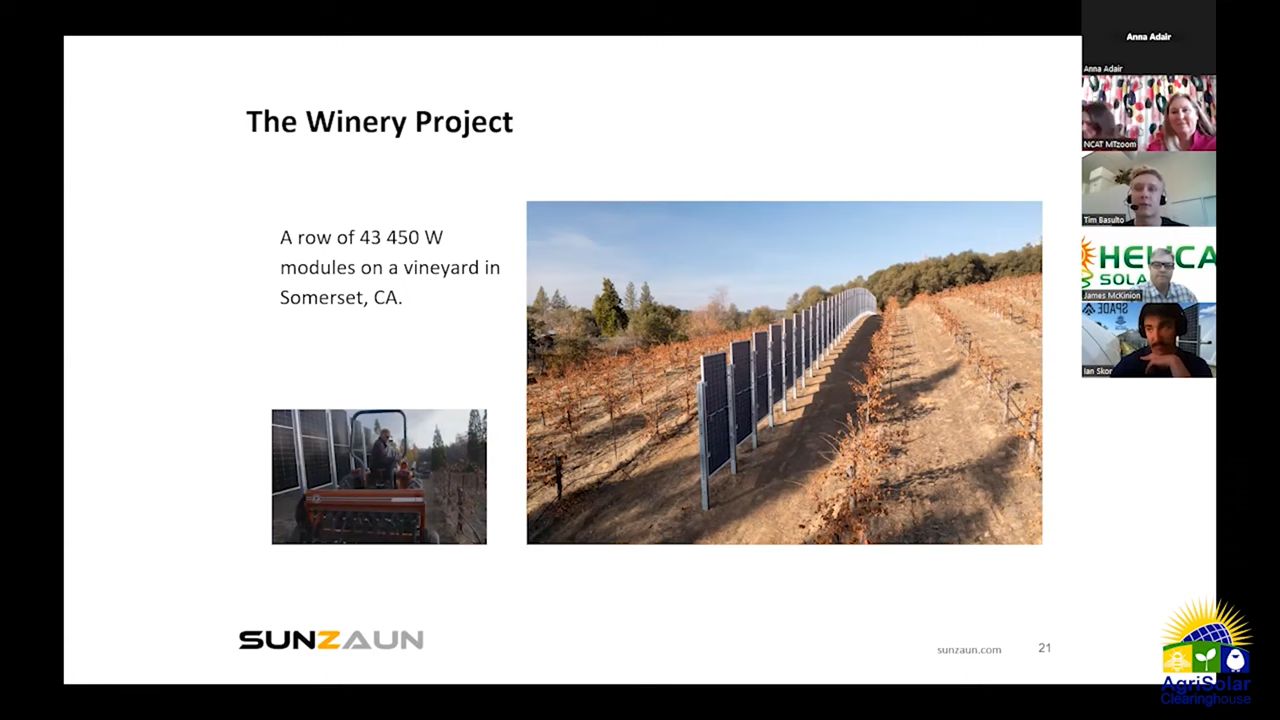 The Winery Project
A row of 43 450 W
modules on a vineyard in
Somerset, CA.
SUNZAUN
sunzaun.com
21
Anna Adair
Anna Adair
NCAT MTzoom
Tim Basulto
HELICA
SOLA
James McKinion
SPADE
Ian Skor
AgriSolar
Clearinghouse